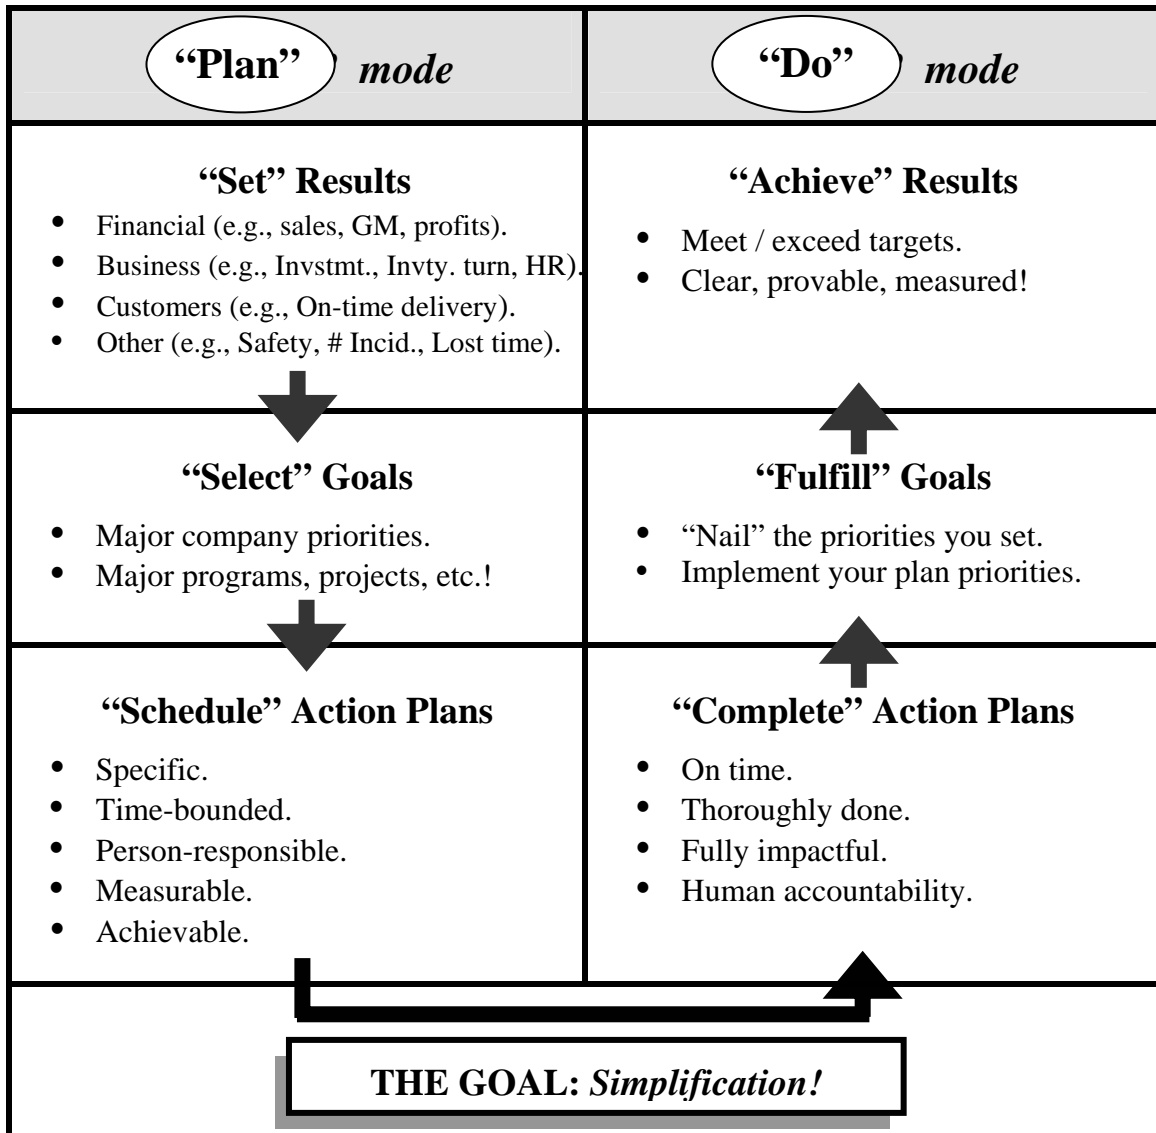 “Plan” mode
“Set” Results
• Financial (e.g., sales, GM, profits).
• Business (e.g., Invstmt., Invty. turn, HR).
• Customers (e.g., On-time delivery).
• Other (e.g., Safety, # Incid., Lost time).
“Select” Goals
• Major company priorities.
• Major programs, projects, etc.!
“Schedule” Action Plans
• Specific.
• Time-bounded.
• Person-responsible.
• Measurable.
• Achievable.
“Do” mode
“Achieve” Results
• Meet / exceed targets.
• Clear, provable, measured!
“Fulfill” Goals
• “Nail” the priorities you set.
• Implement your plan priorities.
“Complete” Action Plans
• On time.
• Thoroughly done.
• Fully impactful.
• Human accountability.
THE GOAL: Simplification!